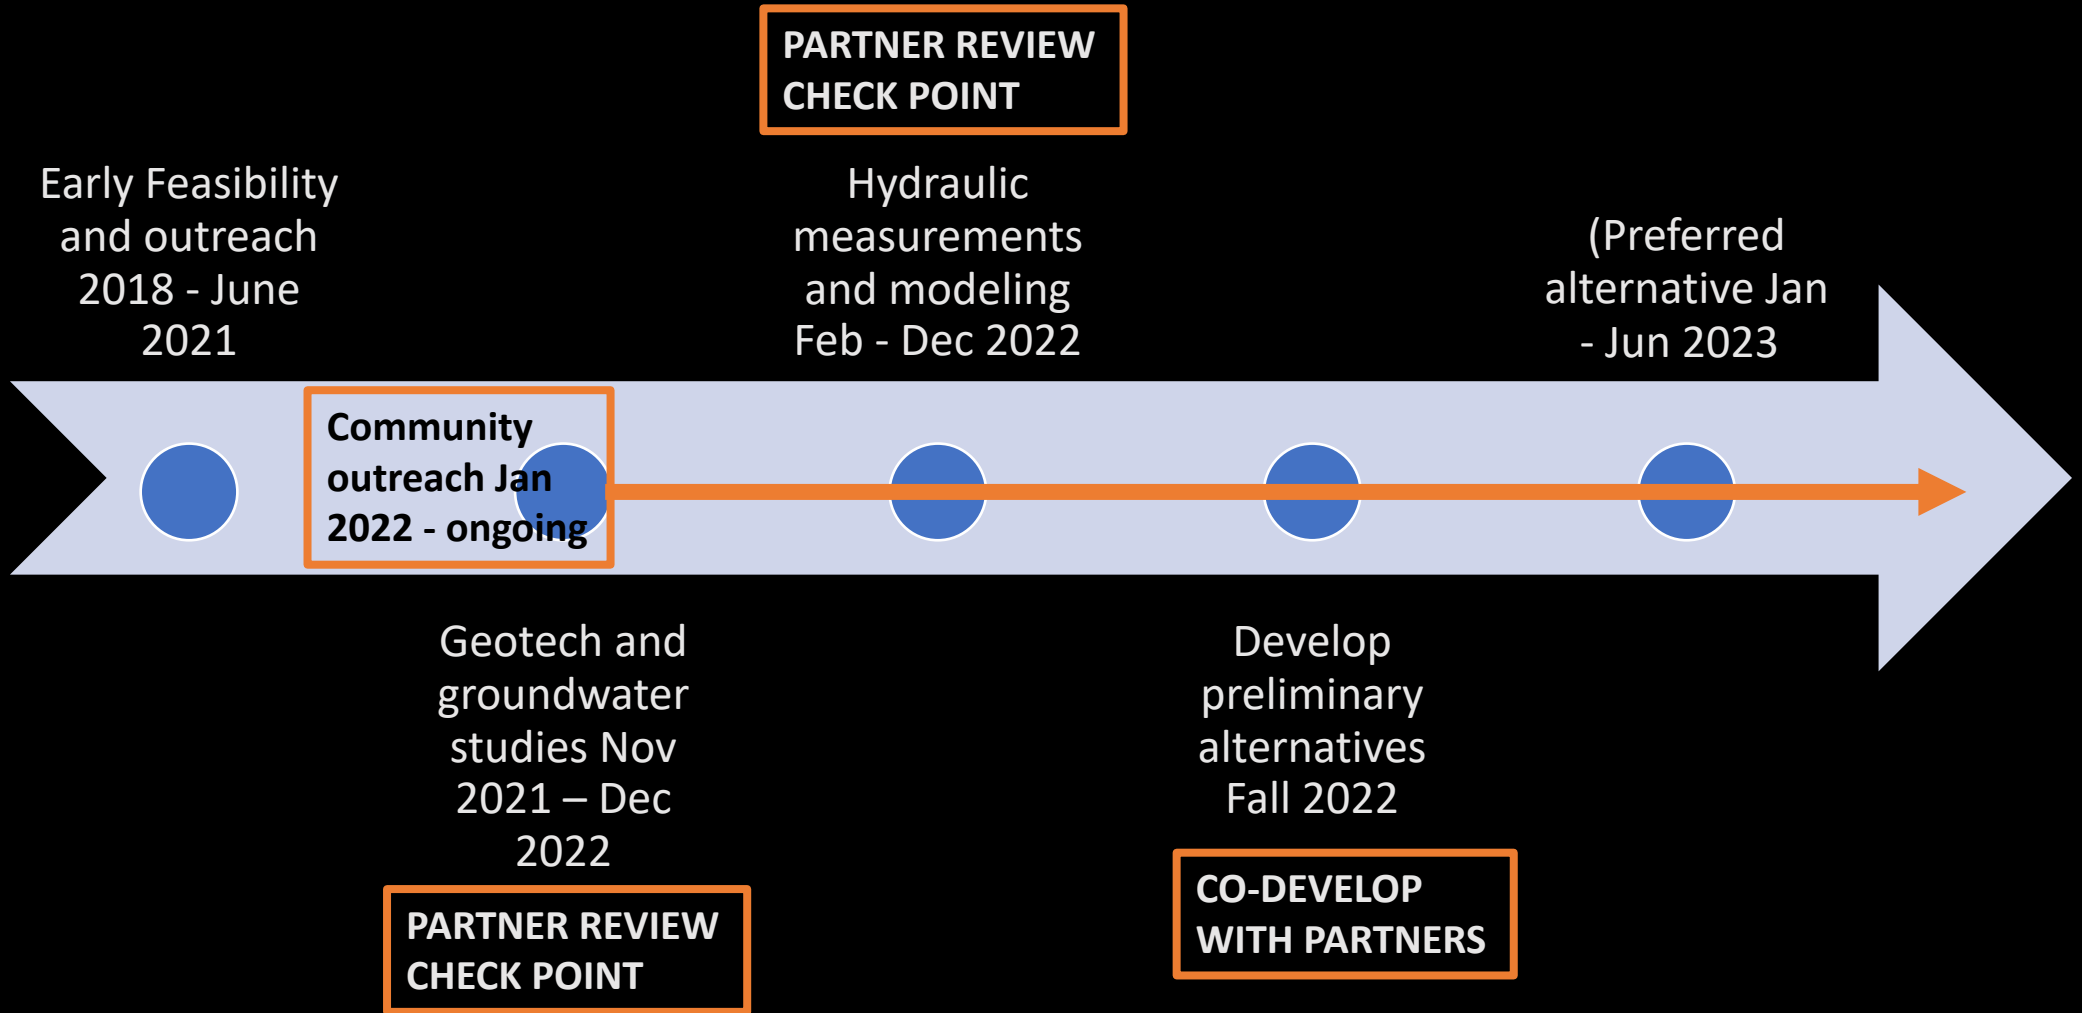 PARTNER REVIEW
CHECK POINT
Early Feasibility
and outreach
2018 - June
2021
Hydraulic
measurements
and modeling
Feb - Dec 2022
(Preferred
alternative Jan
- Jun 2023
Community
outreach Jan
2022 - ongoing
Geotech and
groundwater
studies Nov
2021 – Dec
2022
PARTNER REVIEW
CHECK POINT
Develop
preliminary
alternatives
Fall 2022
CO-DEVELOP
WITH PARTNERS